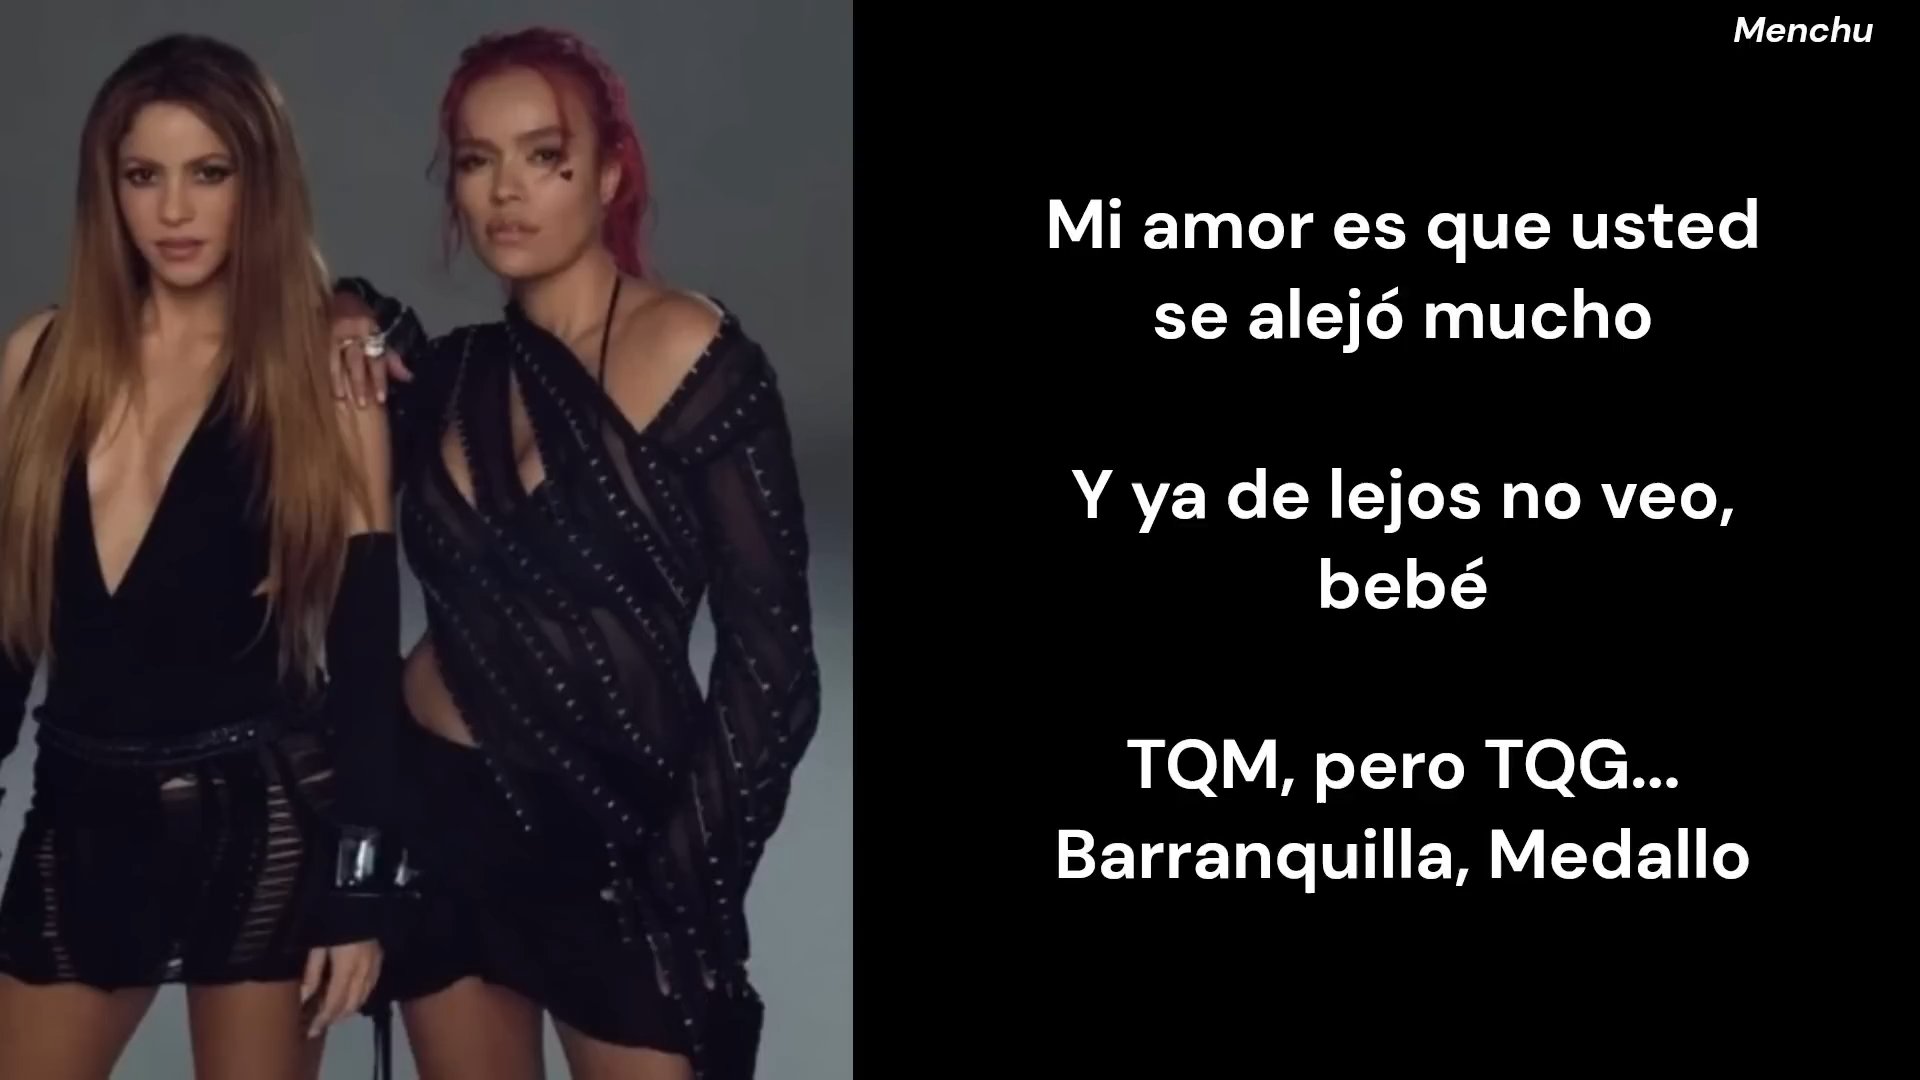 Menchu
Mi amor es que usted
se alejó mucho
Y ya de lejos no veo,
bebé
TQM, pero TQG...
Barranquilla, Medallo